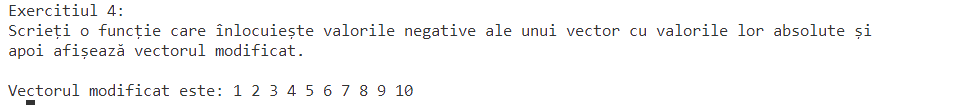 Exercitiul 4:
Scrieți o funcție care înlocuiește valorile negative ale unui vector cu valorile lor absolute și
apoi afișează vectorul modificat.
Vectorul modificat este: 1 2 3 4 5 6 7 8 9 10